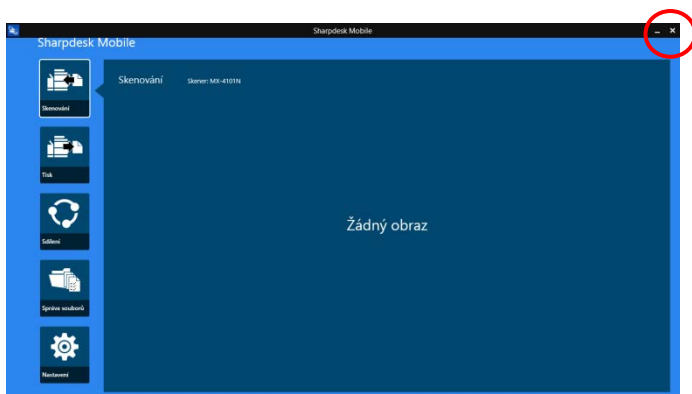 Sharpdesk Mobile
Sharpdesk Mobile
Skenování
Skener: MX-4101N
Skenování
Tisk
Žádný obraz
Sdílení
Správa souborů
Nastavení